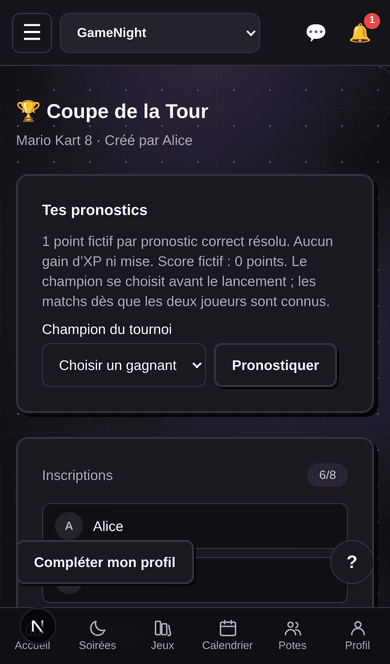 GameNight
1
🏆 Coupe de la Tour
Mario Kart 8 · Créé par Alice
Tes pronostics
1 point fictif par pronostic correct résolu. Aucun
gain d'XP ni mise. Score fictif : 0 points. Le
champion se choisit avant le lancement ; les
matchs dès que les deux joueurs sont connus.
Champion du tournoi
Choisir un gagnant
Pronostiquer
Inscriptions
6/8
A
Alice
Compléter mon profil
?
N
Accueil
Soirées
Jeux
Calendrier
Potes
Profil